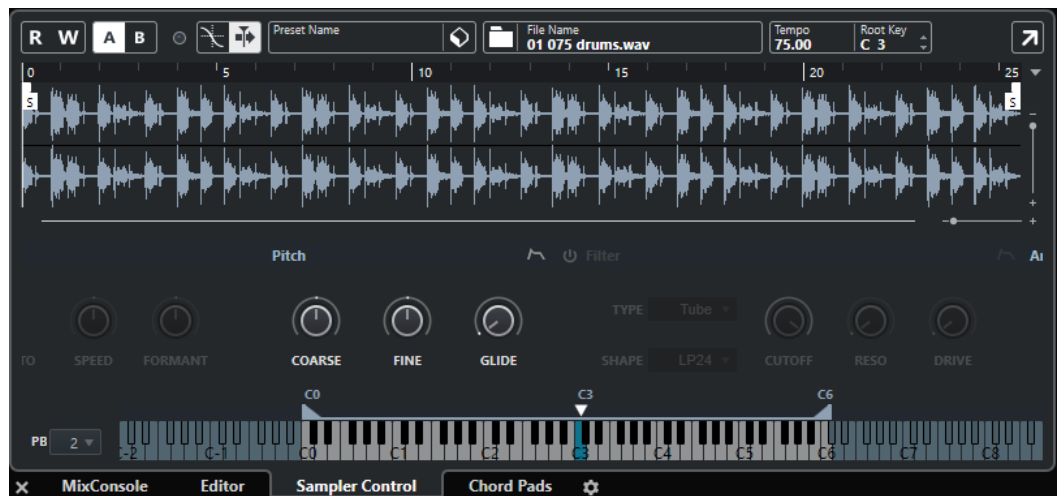 R W A B Preset Name File Name Tempo Root Key
01 075 drums.wav 75.00 C 3
0 5 10 15 20 25
S S
Pitch Filter
TYPE Tube
SPEED FORMANT COARSE FINE GLIDE SHAPE LP24 CUTOFF RESO DRIVE
C0 C3 C6
PB 2 C-1 C0 C1 C2 C3 C4 C5 C6 C7 C8
MixConsole Editor Sampler Control Chord Pads